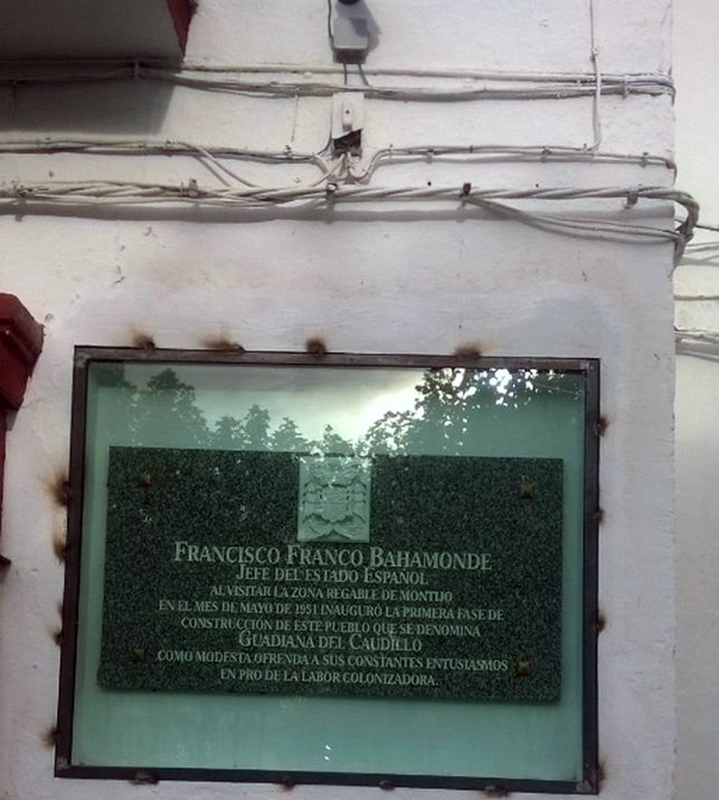 FRANCISCO FRANCO BAHAMONDE
JEFE DEL ESTADO ESPAÑOL
AL VISITAR LA ZONA REGABLE DE MONTIJO
EN EL MES DE MAYO DE 1951 INAUGURÓ LA PRIMERA FASE DE
CONSTRUCCIÓN DE ESTE PUEBLO QUE SE DENOMINA
GUADIANA DEL CAUDILLO
COMO MODESTA OFRENDA A SUS CONSTANTES ENTUSIASMOS
EN PRO DE LA LABOR COLONIZADORA.